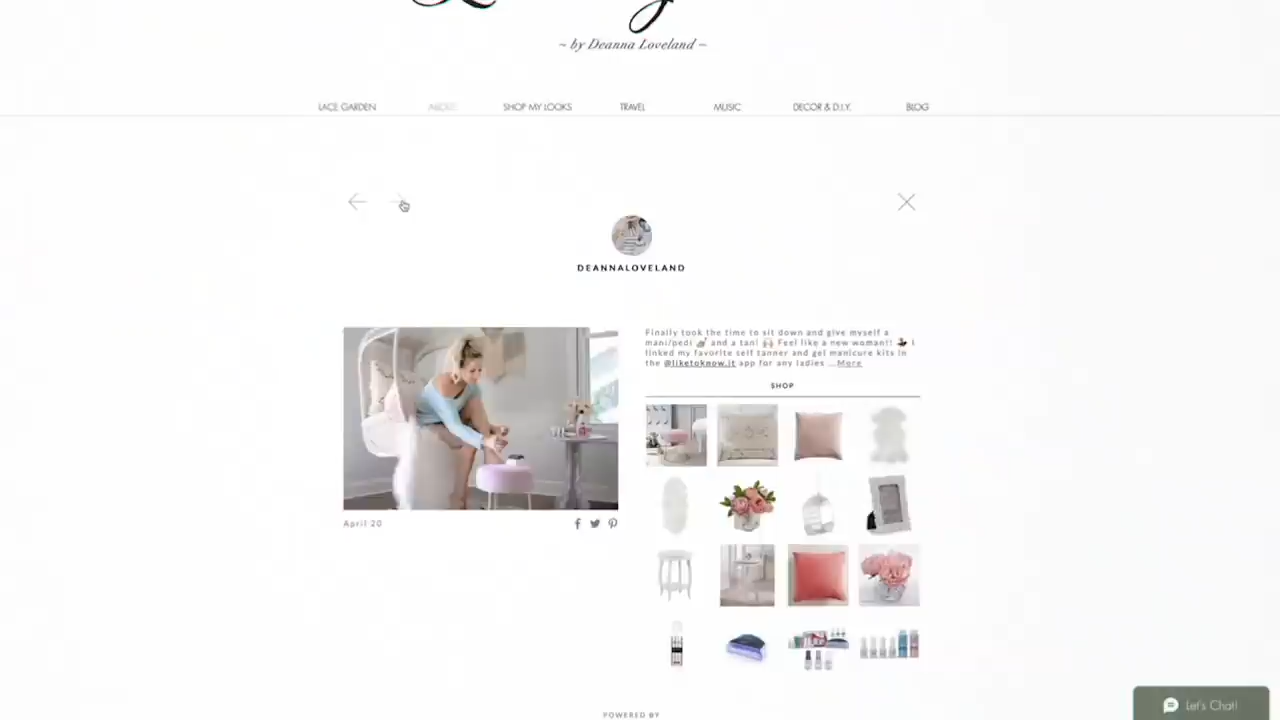 ~ by Deanna Loveland ~
LACE GARDEN
ABOUT
SHOP MY LOOKS
TRAVEL
MUSIC
DECOR & D.I.Y.
BLOG
DEANNALOVELAND
Finally took the time to sit down and give myself a
mani/pedi 💅 and a tan! 🙌 Feel like a new woman!! 💃 I
linked my favorite self tanner and gel manicure kits in
the @liketoknow.it app for any ladies ...More
SHOP
April 20
POWERED BY
Let's Chat!